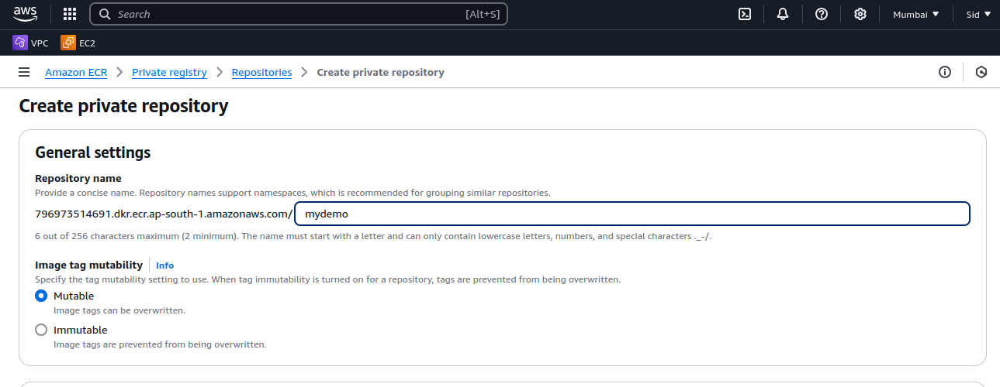 aws Search [Alt+S] Mumbai ▼ Sid ▼
VPC EC2
Amazon ECR > Private registry > Repositories > Create private repository
Create private repository
General settings
Repository name
Provide a concise name. Repository names support namespaces, which is recommended for grouping similar repositories.
796973514691.dkr.ecr.ap-south-1.amazonaws.com/ mydemo
6 out of 256 characters maximum (2 minimum). The name must start with a letter and can only contain lowercase letters, numbers, and special characters ._-/.
Image tag mutability Info
Specify the tag mutability setting to use. When tag immutability is turned on for a repository, tags are prevented from being overwritten.
Mutable
Image tags can be overwritten.
Immutable
Image tags are prevented from being overwritten.